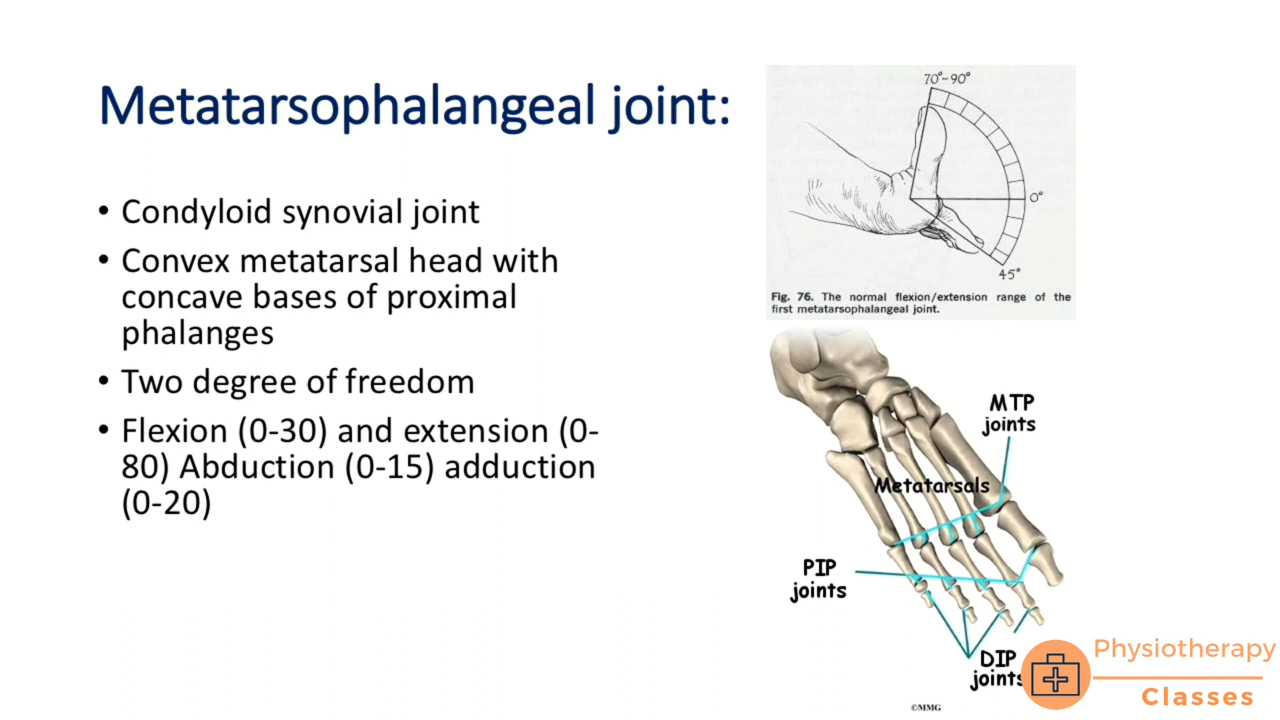 Metatarsophalangeal joint:
• Condyloid synovial joint
• Convex metatarsal head with
concave bases of proximal
phalanges
• Two degree of freedom
• Flexion (0-30) and extension (0-
80) Abduction (0-15) adduction
(0-20)
70°~90°
0°
45°
Fig. 76. The normal flexion/extension range of the
first metatarsophalangeal joint.
MTP
joints
Metatarsals
PIP
joints
DIP
joints
©MMG
Physiotherapy
Classes